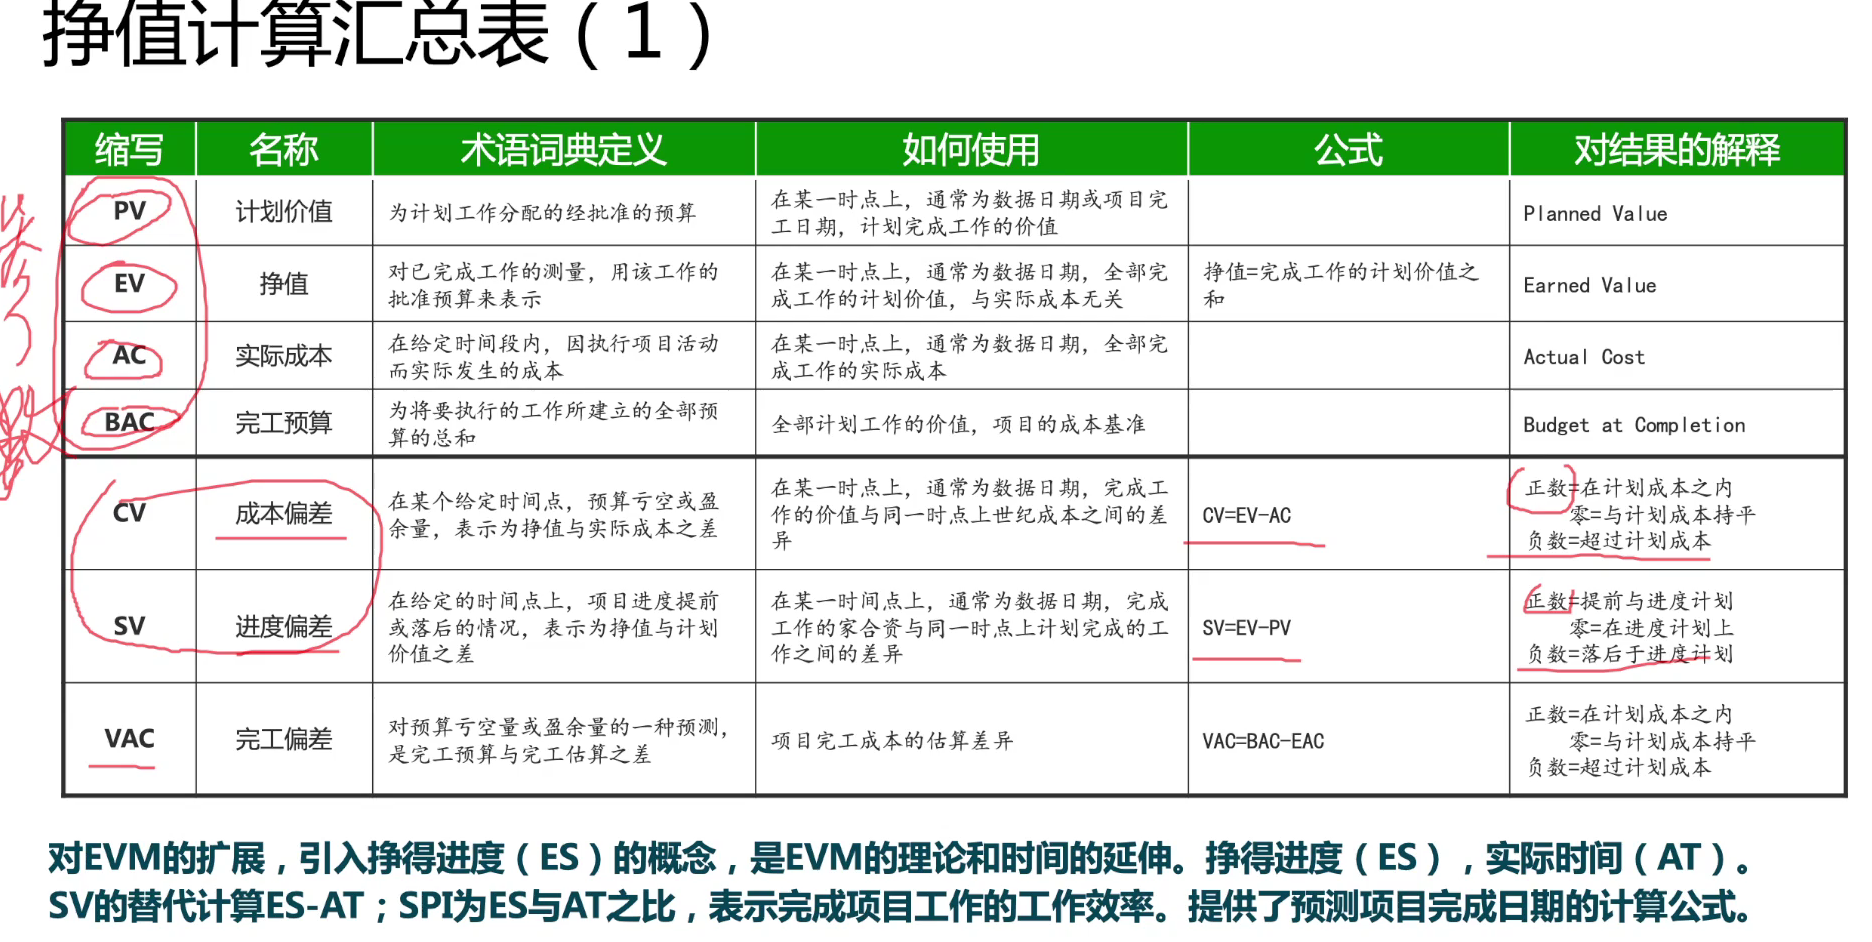 挣值计算汇总表（1）
缩写 名称 术语词典定义 如何使用 公式 对结果的解释
PV 计划价值 为计划工作分配的经批准的预算
在某一时点上，通常为数据日期或项目完
工日期，计划完成工作的价值
Planned Value
EV 挣值
对已完成工作的测量，用该工作的
批准预算来表示
在某一时点上，通常为数据日期，全部完
成工作的计划价值，与实际成本无关
挣值=完成工作的计划价值之
和
Earned Value
AC 实际成本
在给定时间段内，因执行项目活动
而实际发生的成本
在某一时点上，通常为数据日期，全部完
成工作的实际成本
Actual Cost
BAC 完工预算
为将要执行的工作所建立的全部预
算的总和
全部计划工作的价值，项目的成本基准
Budget at Completion
CV 成本偏差
在某个给定时间点，预算亏空或盈
余量，表示为挣值与实际成本之差
在某一时点上，通常为数据日期，完成工
作的价值与同一时点上世纪成本之间的差
异
CV=EV-AC
正数=在计划成本之内
零=与计划成本持平
负数=超过计划成本
SV 进度偏差
在给定的时间点上，项目进度提前
或落后的情况，表示为挣值与计划
价值之差
在某一时间点上，通常为数据日期，完成
工作的家合资与同一时点上计划完成的工
作之间的差异
SV=EV-PV
正数=提前与进度计划
零=在进度计划上
负数=落后于进度计划
VAC 完工偏差
对预算亏空量或盈余量的一种预测，
是完工预算与完工估算之差
项目完工成本的估算差异
VAC=BAC-EAC
正数=在计划成本之内
零=与计划成本持平
负数=超过计划成本
对EVM的扩展，引入挣得进度（ES）的概念，是EVM的理论和时间的延伸。挣得进度（ES），实际时间（AT）。
SV的替代计算ES-AT；SPI为ES与AT之比，表示完成项目工作的工作效率。提供了预测项目完成日期的计算公式。